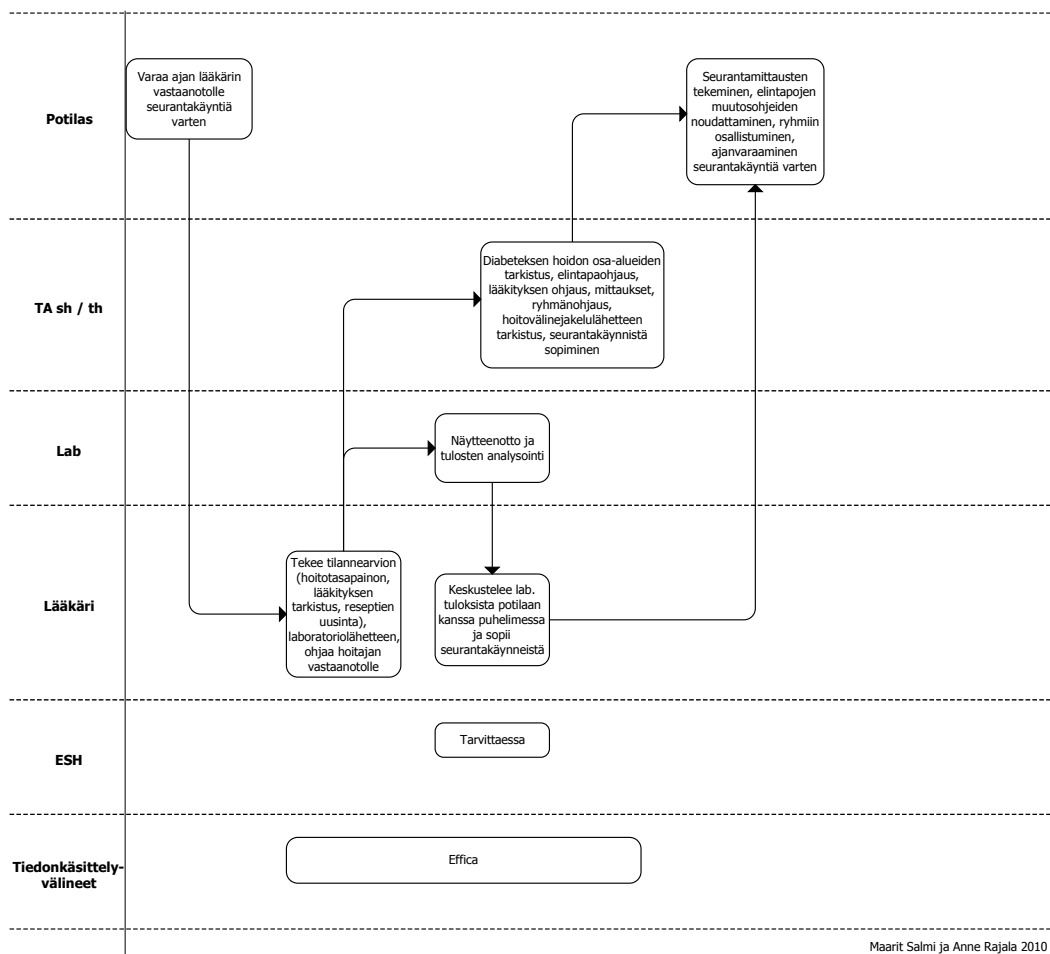 Potilas
Varaa ajan lääkärin
vastaanotolle
seurantakäyntiä
varten
Seurantamittausten
tekeminen, elintapojen
muutosohjeiden
noudattaminen, ryhmiin
osallistuminen,
ajanvaraaminen
seurantakäyntiä varten
TA sh / th
Diabeteksen hoidon osa-alueiden
tarkistus, elintapaohjaus,
lääkityksen ohjaus, mittaukset,
ryhmänohjaus,
hoitovälinejakelulähetteen
tarkistus, seurantakäynnistä
sopiminen
Lab
Näytteenotto ja
tulosten analysointi
Lääkäri
Tekee tilannearvion
(hoitotasapainon,
lääkityksen
tarkistus, reseptien
uusinta),
laboratoriolähetteen,
ohjaa hoitajan
vastaanotolle
Keskustelee lab.
tuloksista potilaan
kanssa puhelimessa
ja sopii
seurantakäynneistä
ESH
Tarvittaessa
Tiedonkäsittely-
välineet
Effica
Maarit Salmi ja Anne Rajala 2010